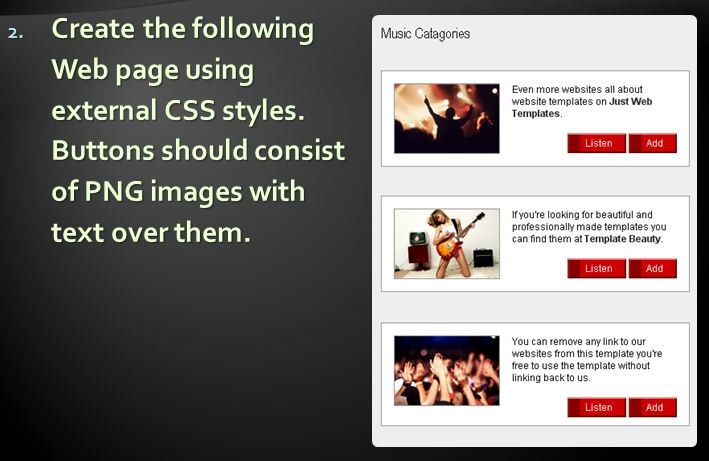 2. Create the following
Web page using
external CSS styles.
Buttons should consist
of PNG images with
text over them.
Music Catagories
Even more websites all about
website templates on Just Web
Templates.
Listen Add
If you're looking for beautiful and
professionally made templates you
can find them at Template Beauty.
Listen Add
You can remove any link to our
websites from this template you're
free to use the template without
linking back to us.
Listen Add